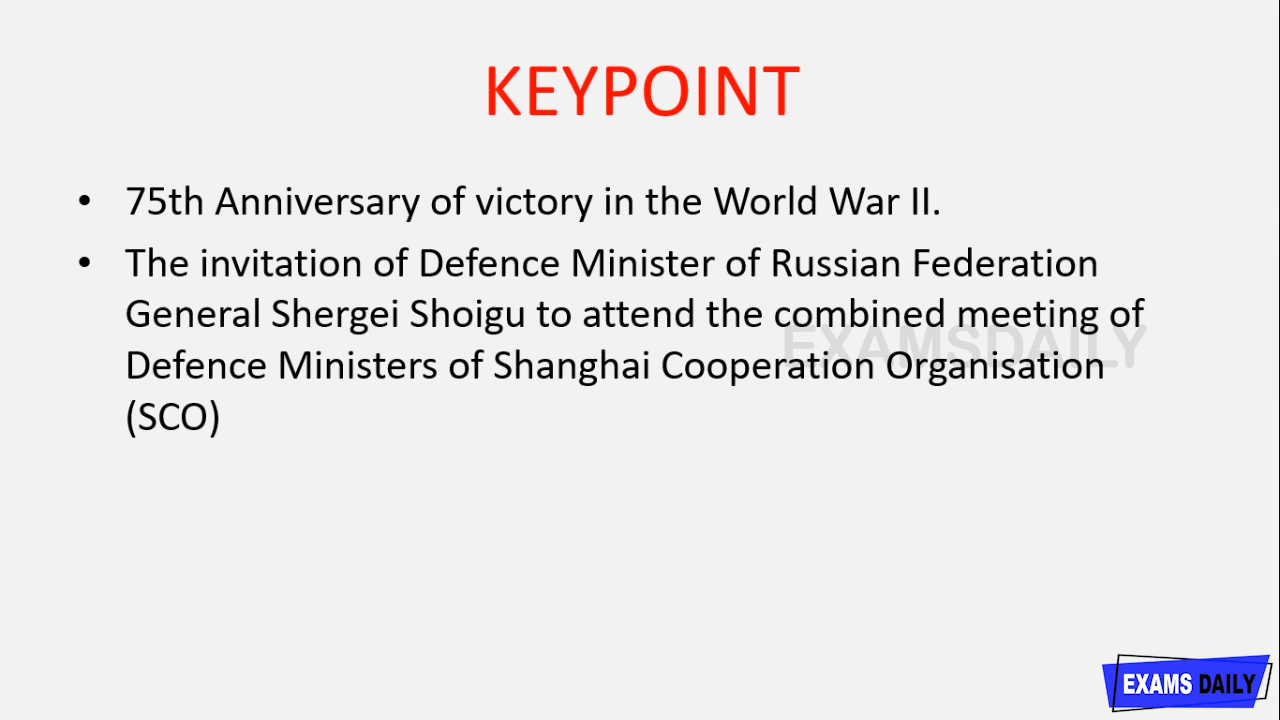 KEYPOINT
• 75th Anniversary of victory in the World War II.
• The invitation of Defence Minister of Russian Federation
General Shergei Shoigu to attend the combined meeting of
EXAMSDAILY
Defence Ministers of Shanghai Cooperation Organisation
(SCO)
EXAMS DAILY